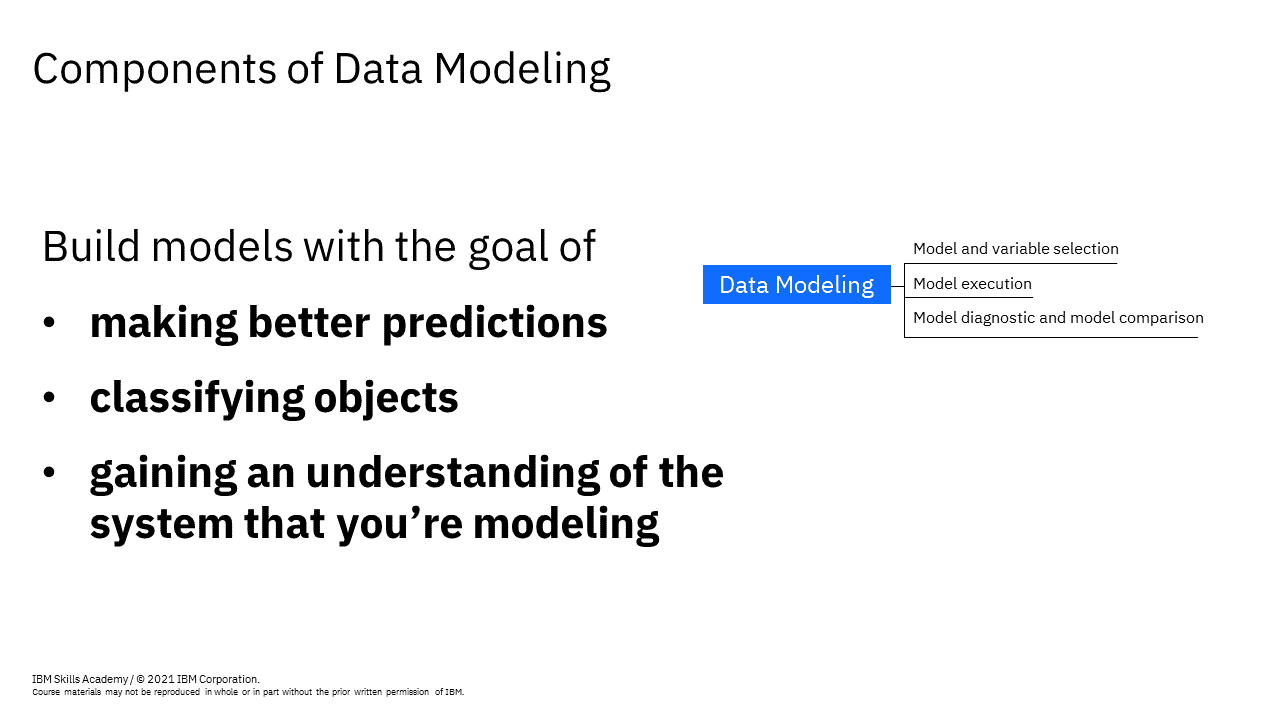 Components of Data Modeling
Build models with the goal of
• making better predictions
• classifying objects
• gaining an understanding of the
system that you’re modeling
Data Modeling
Model and variable selection
Model execution
Model diagnostic and model comparison
IBM Skills Academy / © 2021 IBM Corporation.
Course materials may not be reproduced in whole or in part without the prior written permission of IBM.